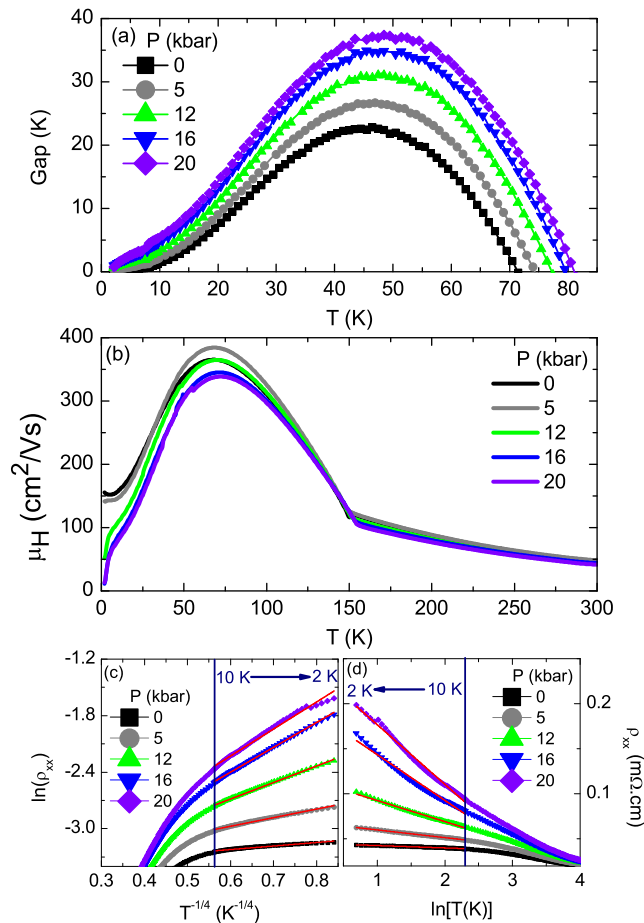 (a)
P (kbar)
0
5
12
16
20
Gap (K)
40
35
30
25
20
15
10
5
0
0 10 20 30 40 50 60 70 80
T (K)
(b)
P (kbar)
0
5
12
16
20
μH (cm²/Vs)
400
300
200
100
0
0 50 100 150 200 250 300
T (K)
(c)
P (kbar)
0
5
12
16
20
10 K 2 K
ln(ρxx)
-1.2
-1.8
-2.4
-3.0
0.3 0.4 0.5 0.6 0.7 0.8
T-1/4 (K-1/4)
(d)
2 K 10 K
P (kbar)
0
5
12
16
20
0.2
0.1
ρxx (mΩ.cm)
1 2 3 4
ln[T(K)]